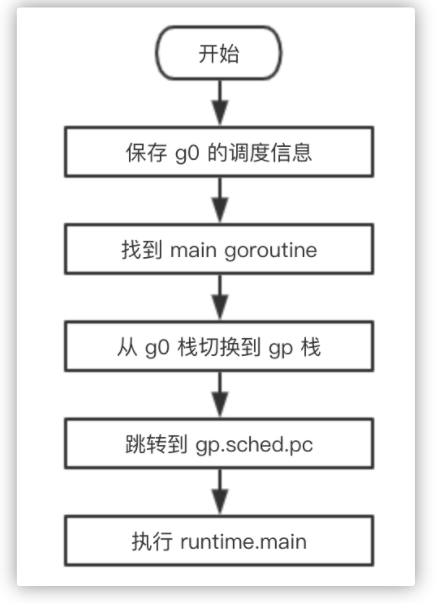 开始
保存 g0 的调度信息
找到 main goroutine
从 g0 栈切换到 gp 栈
跳转到 gp.sched.pc
执行 runtime.main